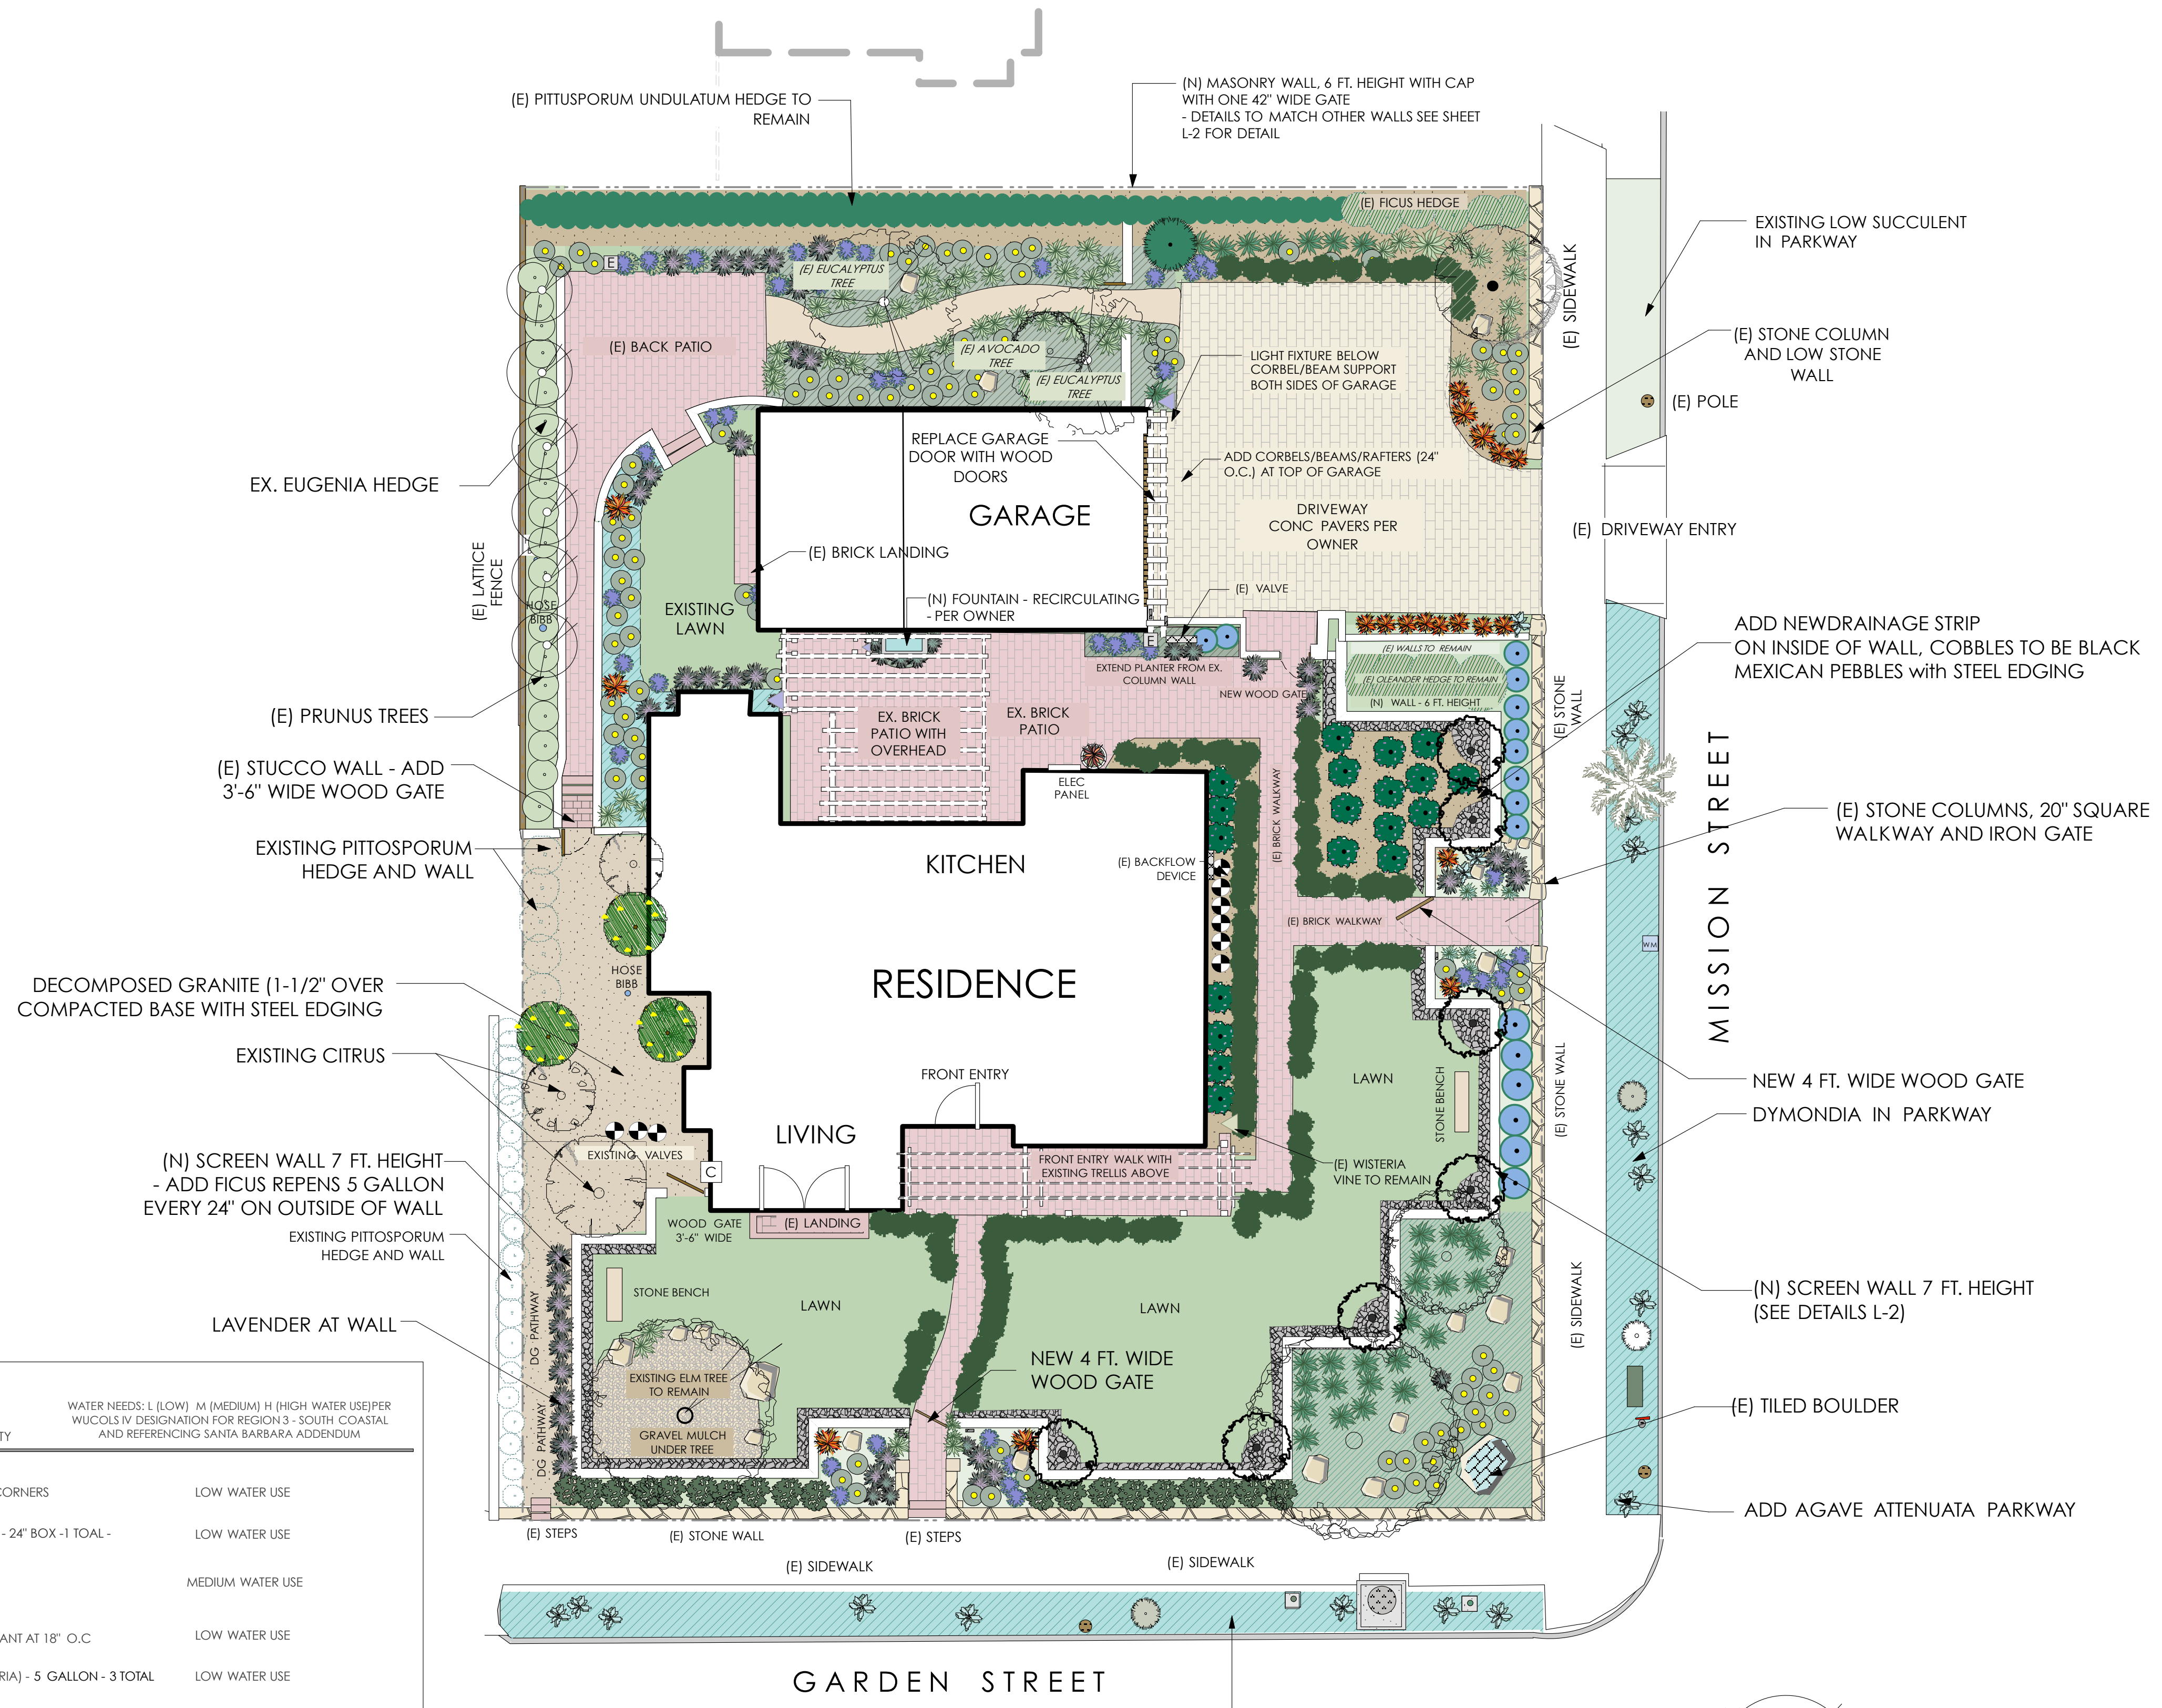 (E) PITTUSPORUM UNDULATUM HEDGE TO
REMAIN
(N) MASONRY WALL, 6 FT. HEIGHT WITH CAP
WITH ONE 42" WIDE GATE
- DETAILS TO MATCH OTHER WALLS SEE SHEET
L-2 FOR DETAIL
(E) FICUS HEDGE
EXISTING LOW SUCCULENT
IN PARKWAY
(E) SIDEWALK
E
(E) EUCALYPTUS
TREE
(E) BACK PATIO
(E) AVOCADO
TREE
(E) EUCALYPTUS
TREE
LIGHT FIXTURE BELOW
CORBEL/BEAM SUPPORT
BOTH SIDES OF GARAGE
(E) STONE COLUMN
AND LOW STONE
WALL
(E) POLE
REPLACE GARAGE
DOOR WITH WOOD
DOORS
ADD CORBELS/BEAMS/RAFTERS (24"
O.C.) AT TOP OF GARAGE
EX. EUGENIA HEDGE
GARAGE
DRIVEWAY
CONC PAVERS PER
OWNER
(E) DRIVEWAY ENTRY
(E) BRICK LANDING
(E) LATTICE
FENCE
HOSE
BIBB
EXISTING
LAWN
(N) FOUNTAIN - RECIRCULATING
- PER OWNER
(E) VALVE
E
ADD NEWDRAINAGE STRIP
ON INSIDE OF WALL, COBBLES TO BE BLACK
MEXICAN PEBBLES with STEEL EDGING
(E) WALLS TO REMAIN
EXTEND PLANTER FROM EX.
COLUMN WALL
(E) OLEANDER HEDGE TO REMAIN
NEW WOOD GATE
(N) WALL - 6 FT. HEIGHT
(E) STONE
WALL
(E) PRUNUS TREES
EX. BRICK
PATIO WITH
OVERHEAD
EX. BRICK
PATIO
MISSION STREET
(E) STUCCO WALL - ADD
3'-6" WIDE WOOD GATE
ELEC
PANEL
(E) BRICK WALKWAY
(E) STONE COLUMNS, 20" SQUARE
WALKWAY AND IRON GATE
EXISTING PITTOSPORUM
HEDGE AND WALL
KITCHEN
(E) BACKFLOW
DEVICE
(E) BRICK WALKWAY
WM
HOSE
BIBB
RESIDENCE
DECOMPOSED GRANITE (1-1/2" OVER
COMPACTED BASE WITH STEEL EDGING
EXISTING CITRUS
FRONT ENTRY
LAWN
STONE BENCH
(E) STONE WALL
NEW 4 FT. WIDE WOOD GATE
DYMONDIA IN PARKWAY
LIVING
EXISTING VALVES
C
(N) SCREEN WALL 7 FT. HEIGHT
- ADD FICUS REPENS 5 GALLON
EVERY 24" ON OUTSIDE OF WALL
FRONT ENTRY WALK WITH
EXISTING TRELLIS ABOVE
(E) WISTERIA
VINE TO REMAIN
EXISTING PITTOSPORUM
HEDGE AND WALL
WOOD GATE
3'-6" WIDE
(E) LANDING
(E) SIDEWALK
(N) SCREEN WALL 7 FT. HEIGHT
(SEE DETAILS L-2)
STONE BENCH
LAWN
LAWN
LAVENDER AT WALL
DG PATHWAY
DG PATHWAY
EXISTING ELM TREE
TO REMAIN
GRAVEL MULCH
UNDER TREE
NEW 4 FT. WIDE
WOOD GATE
(E) TILED BOULDER
ADD AGAVE ATTENUATA PARKWAY
(E) STEPS
(E) STONE WALL
(E) STEPS
(E) SIDEWALK
(E) SIDEWALK
GARDEN STREET
WATER NEEDS: L (LOW) M (MEDIUM) H (HIGH WATER USE)PER
WUCOLS IV DESIGNATION FOR REGION 3 - SOUTH COASTAL
AND REFERENCING SANTA BARBARA ADDENDUM
TY
CORNERS LOW WATER USE
- 24" BOX -1 TOAL - LOW WATER USE
MEDIUM WATER USE
ANT AT 18" O.C LOW WATER USE
RIA) - 5 GALLON - 3 TOTAL LOW WATER USE